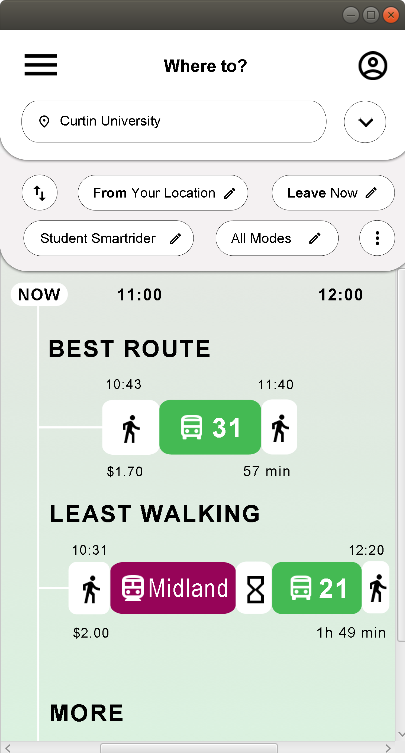 Where to?
Curtin University
From Your Location
Leave Now
Student Smartrider
All Modes
NOW 11:00 12:00
BEST ROUTE
10:43 11:40
31
$1.70 57 min
LEAST WALKING
10:31 12:20
Midland 21
$2.00 1h 49 min
MORE